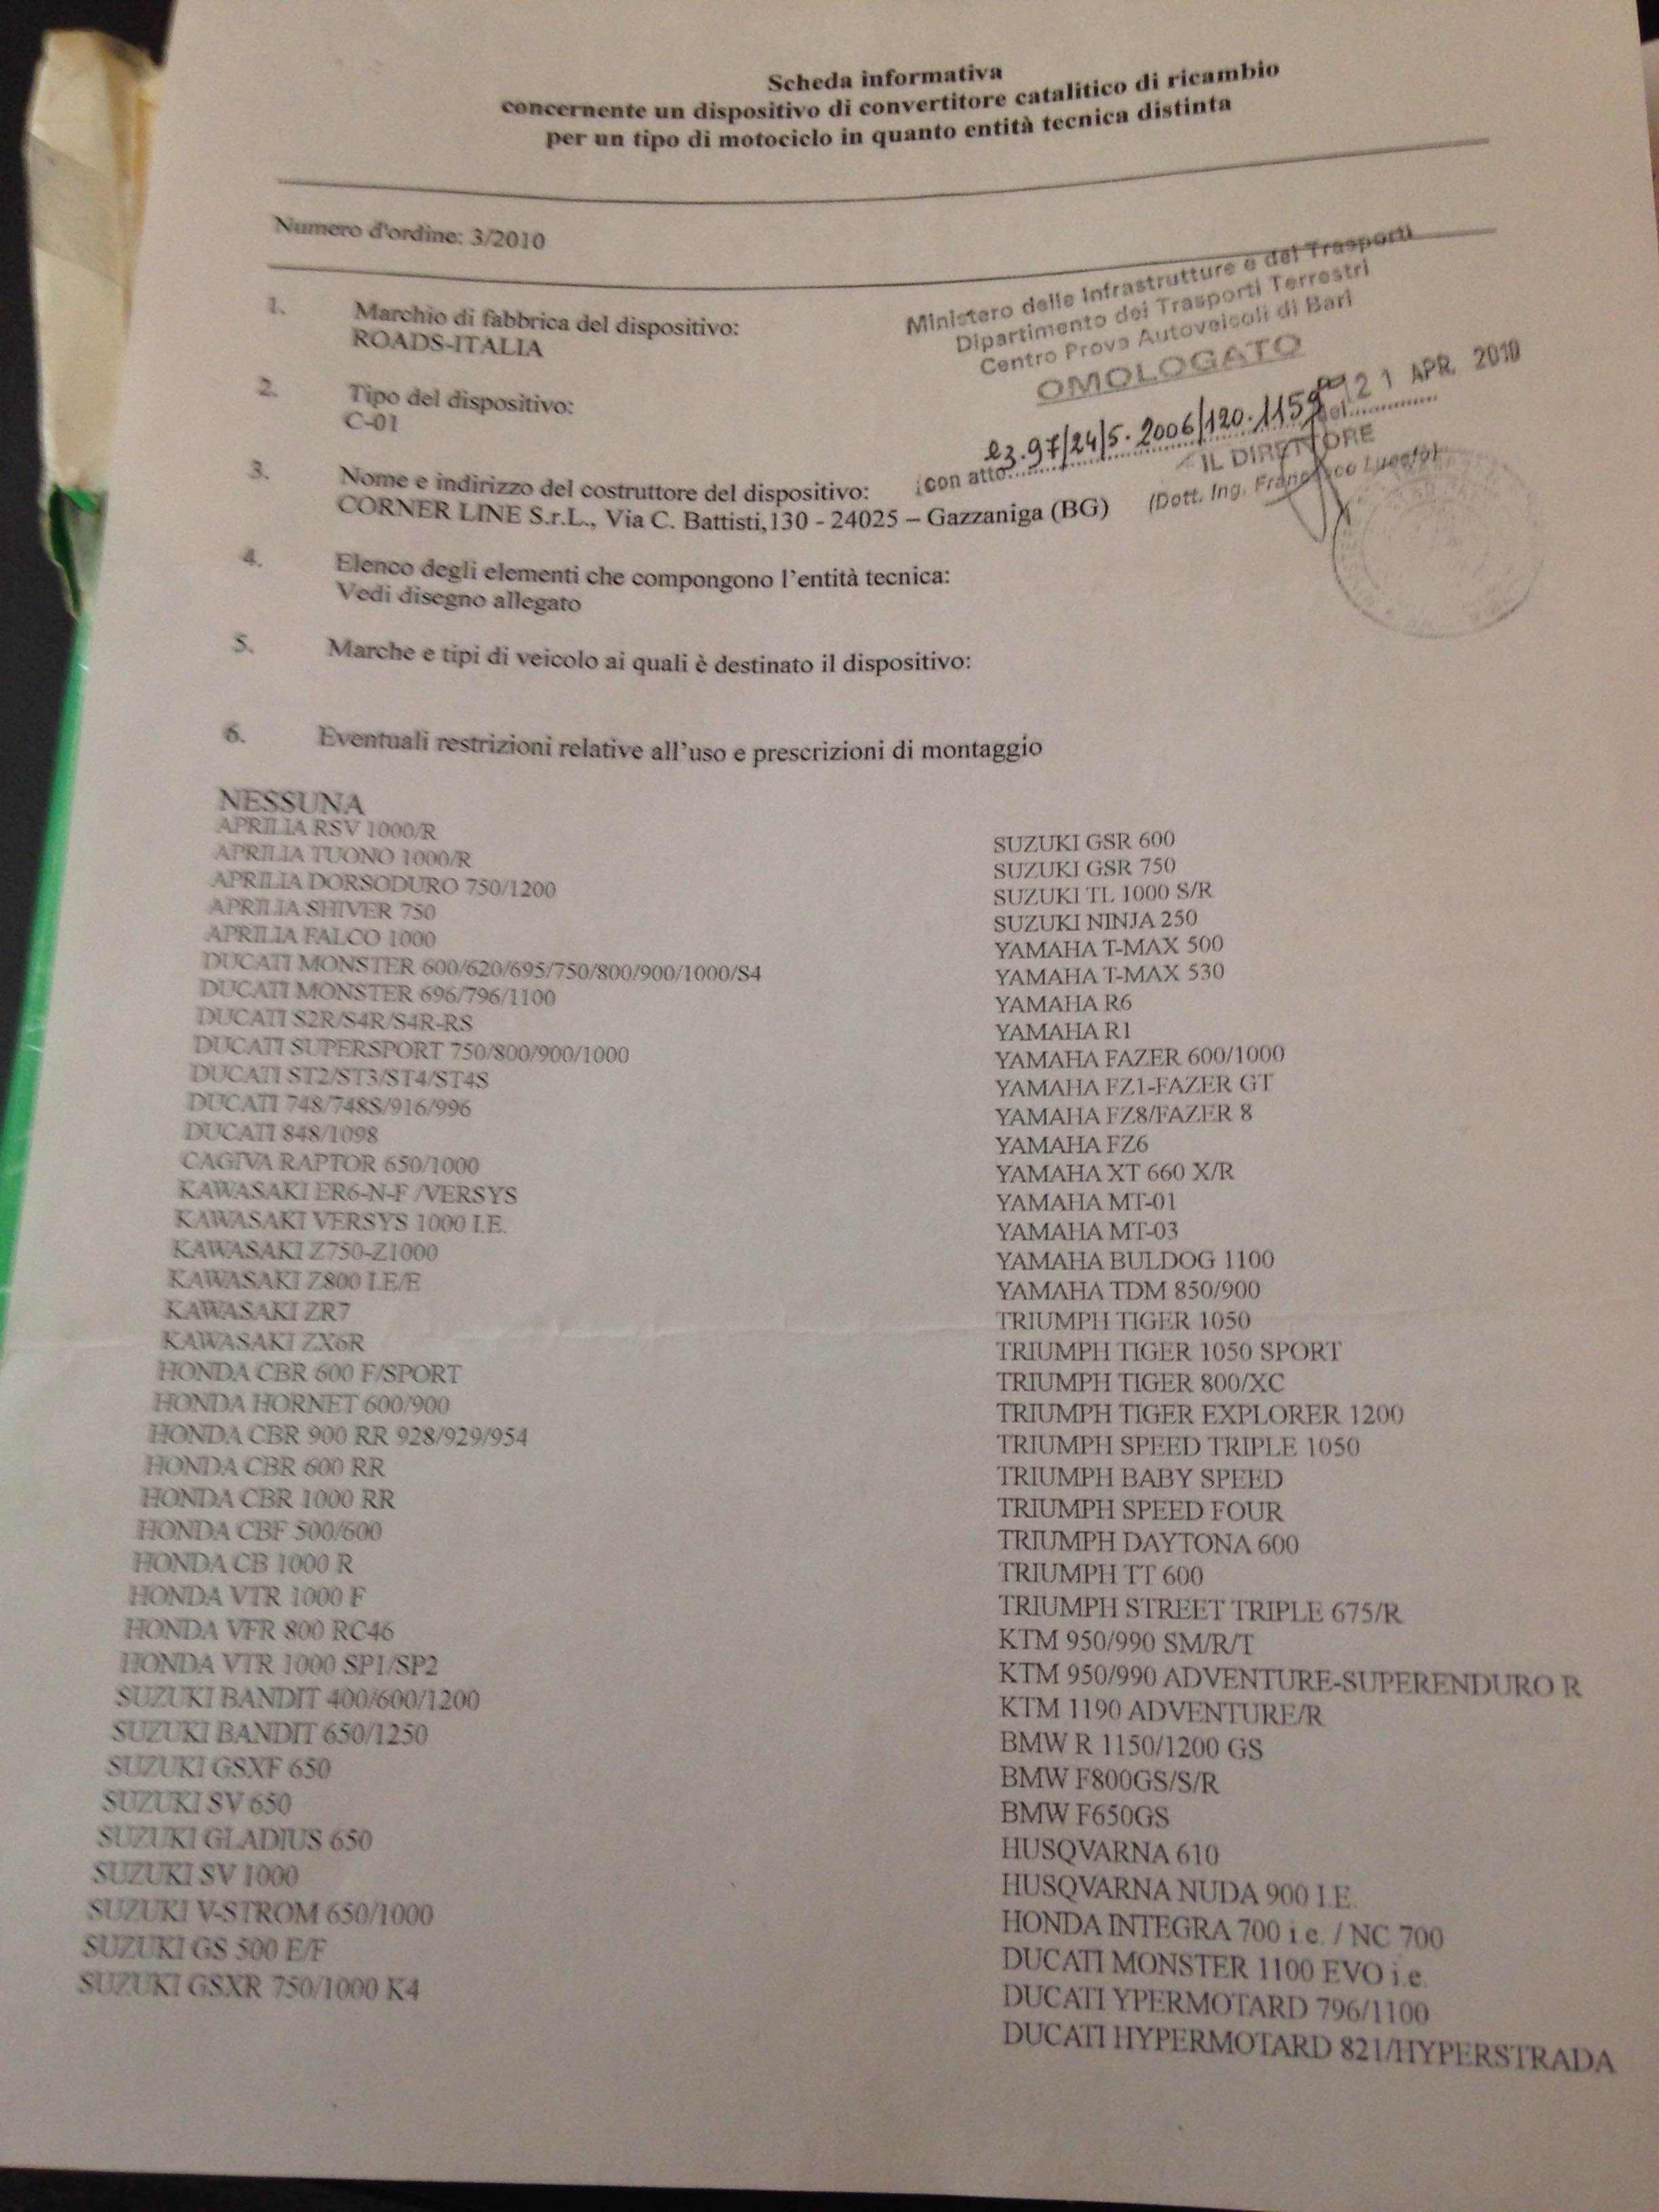 Scheda informativa
concernente un dispositivo di convertitore catalitico di ricambio
per un tipo di motociclo in quanto entità tecnica distinta
Numero d'ordine: 3/2010
Ministero delle Infrastrutture e dei Trasporti
Dipartimento dei Trasporti Terrestri
Centro Prova Autoveicoli di Bari
OMOLOGATO
(con atto e3.97/24/5.2006/120.1159 del 21 APR. 2010
IL DIRETTORE
(Dott. Ing. Francesco
1. Marchio di fabbrica del dispositivo:
ROADS-ITALIA
2. Tipo del dispositivo:
C-01
3. Nome e indirizzo del costruttore del dispositivo:
CORNER LINE S.r.L., Via C. Battisti,130 - 24025 – Gazzaniga (BG)
4. Elenco degli elementi che compongono l'entità tecnica:
Vedi disegno allegato
5. Marche e tipi di veicolo ai quali è destinato il dispositivo:
6. Eventuali restrizioni relative all'uso e prescrizioni di montaggio
NESSUNA
APRILIA RSV 1000/R
APRILIA TUONO 1000/R
APRILIA DORSODURO 750/1200
APRILIA SHIVER 750
APRILIA FALCO 1000
DUCATI MONSTER 600/620/695/750/800/900/1000/S4
DUCATI MONSTER 696/796/1100
DUCATI S2R/S4R/S4R-RS
DUCATI SUPERSPORT 750/800/900/1000
DUCATI ST2/ST3/ST4/ST4S
DUCATI 748/748S/916/996
DUCATI 848/1098
CAGIVA RAPTOR 650/1000
KAWASAKI ER6-N-F /VERSYS
KAWASAKI VERSYS 1000 I.E.
KAWASAKI Z750-Z1000
KAWASAKI Z800 I.E/E
KAWASAKI ZR7
KAWASAKI ZX6R
HONDA CBR 600 F/SPORT
HONDA HORNET 600/900
HONDA CBR 900 RR 928/929/954
HONDA CBR 600 RR
HONDA CBR 1000 RR
HONDA CBF 500/600
HONDA CB 1000 R
HONDA VTR 1000 F
HONDA VFR 800 RC46
HONDA VTR 1000 SP1/SP2
SUZUKI BANDIT 400/600/1200
SUZUKI BANDIT 650/1250
SUZUKI GSXF 650
SUZUKI SV 650
SUZUKI GLADIUS 650
SUZUKI SV 1000
SUZUKI V-STROM 650/1000
SUZUKI GS 500 E/F
SUZUKI GSXR 750/1000 K4
SUZUKI GSR 600
SUZUKI GSR 750
SUZUKI TL 1000 S/R
SUZUKI NINJA 250
YAMAHA T-MAX 500
YAMAHA T-MAX 530
YAMAHA R6
YAMAHA R1
YAMAHA FAZER 600/1000
YAMAHA FZ1-FAZER GT
YAMAHA FZ8/FAZER 8
YAMAHA FZ6
YAMAHA XT 660 X/R
YAMAHA MT-01
YAMAHA MT-03
YAMAHA BULDOG 1100
YAMAHA TDM 850/900
TRIUMPH TIGER 1050
TRIUMPH TIGER 1050 SPORT
TRIUMPH TIGER 800/XC
TRIUMPH TIGER EXPLORER 1200
TRIUMPH SPEED TRIPLE 1050
TRIUMPH BABY SPEED
TRIUMPH SPEED FOUR
TRIUMPH DAYTONA 600
TRIUMPH TT 600
TRIUMPH STREET TRIPLE 675/R
KTM 950/990 SM/R/T
KTM 950/990 ADVENTURE-SUPERENDURO R
KTM 1190 ADVENTURE/R
BMW R 1150/1200 GS
BMW F800GS/S/R
BMW F650GS
HUSQVARNA 610
HUSQVARNA NUDA 900 I.E.
HONDA INTEGRA 700 i.e. / NC 700
DUCATI MONSTER 1100 EVO i.e.
DUCATI YPERMOTARD 796/1100
DUCATI HYPERMOTARD 821/HYPERSTRADA